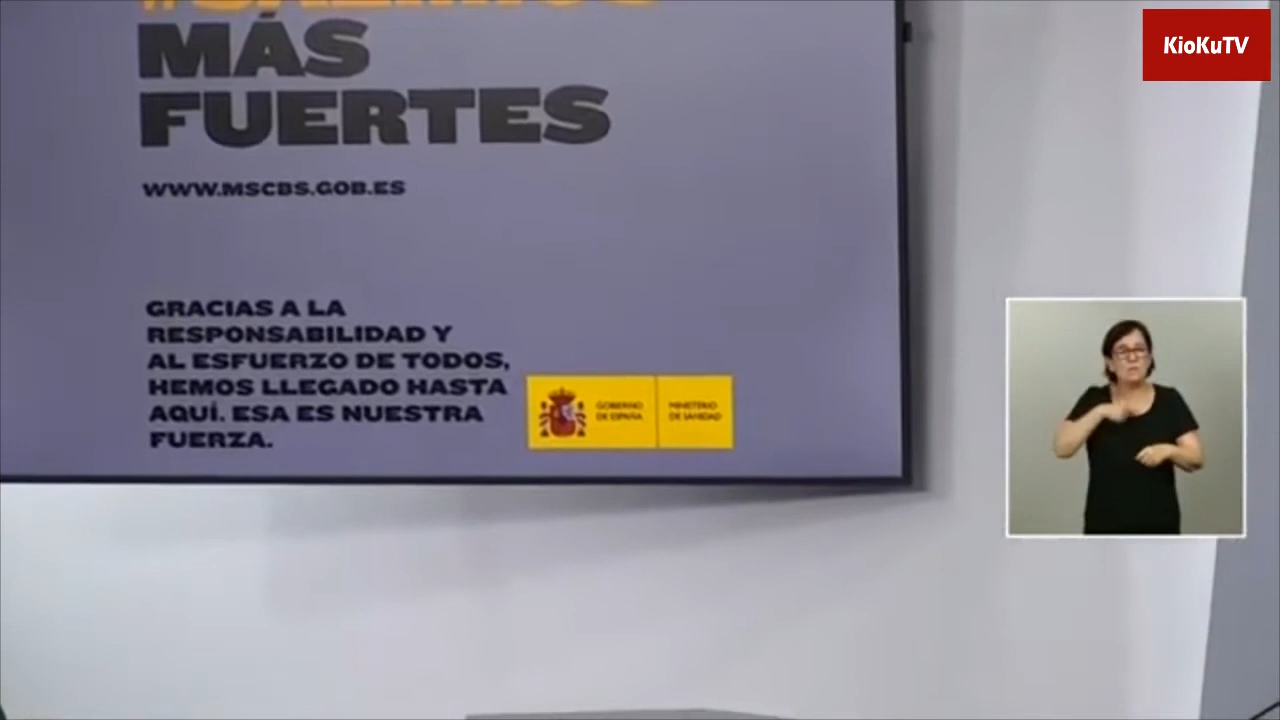 KioKuTV
MÁS
FUERTES
WWW.MSCBS.GOB.ES
GRACIAS A LA
RESPONSABILIDAD Y
AL ESFUERZO DE TODOS,
HEMOS LLEGADO HASTA
AQUÍ. ESA ES NUESTRA
FUERZA.
GOBIERNO
DE ESPAÑA
MINISTERIO
DE SANIDAD